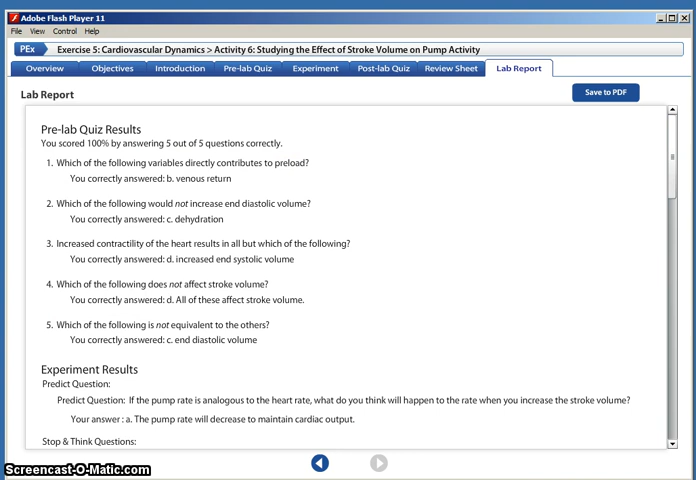 Adobe Flash Player 11
File View Control Help
PEx Exercise 5: Cardiovascular Dynamics > Activity 6: Studying the Effect of Stroke Volume on Pump Activity
Overview Objectives Introduction Pre-lab Quiz Experiment Post-lab Quiz Review Sheet Lab Report
Lab Report Save to PDF
Pre-lab Quiz Results
You scored 100% by answering 5 out of 5 questions correctly.
1. Which of the following variables directly contributes to preload?
You correctly answered: b. venous return
2. Which of the following would not increase end diastolic volume?
You correctly answered: c. dehydration
3. Increased contractility of the heart results in all but which of the following?
You correctly answered: d. increased end systolic volume
4. Which of the following does not affect stroke volume?
You correctly answered: d. All of these affect stroke volume.
5. Which of the following is not equivalent to the others?
You correctly answered: c. end diastolic volume
Experiment Results
Predict Question:
Predict Question: If the pump rate is analogous to the heart rate, what do you think will happen to the rate when you increase the stroke volume?
Your answer : a. The pump rate will decrease to maintain cardiac output.
Stop & Think Questions:
Screencast-O-Matic.com